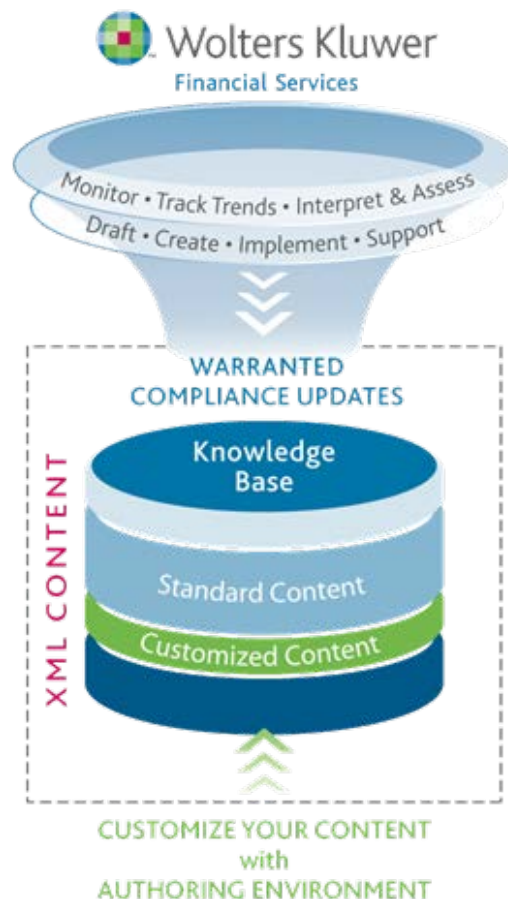 Wolters Kluwer
Financial Services
Monitor • Track Trends • Interpret & Assess
Draft • Create • Implement • Support
WARRANTED
COMPLIANCE UPDATES
Knowledge
Base
XML CONTENT
Standard Content
Customized Content
CUSTOMIZE YOUR CONTENT
with
AUTHORING ENVIRONMENT